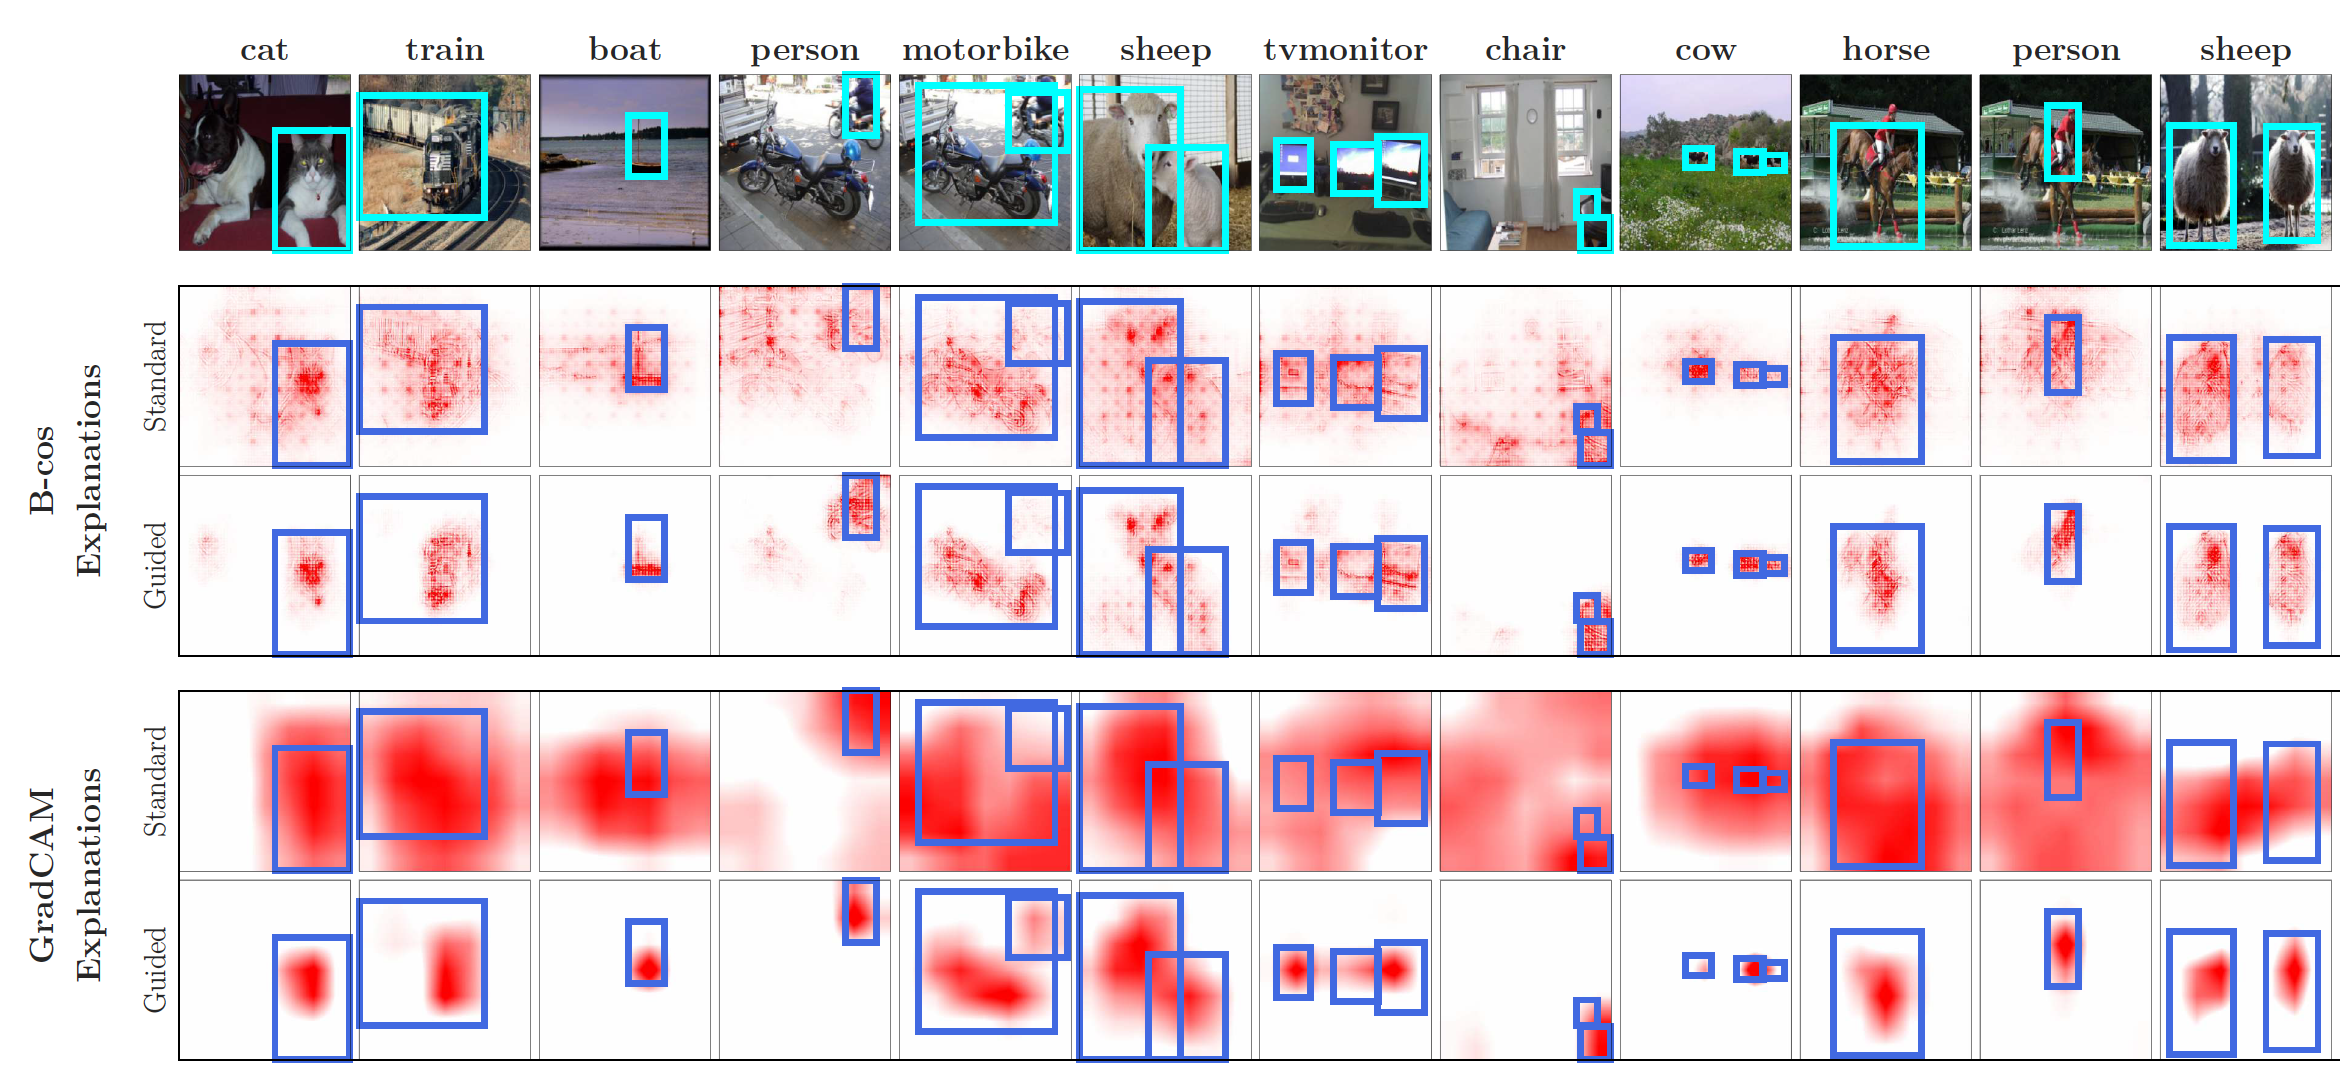 cat train boat person motorbike sheep tvmonitor chair cow horse person sheep
B-cos
Explanations
Standard
Guided
GradCAM
Explanations
Standard
Guided